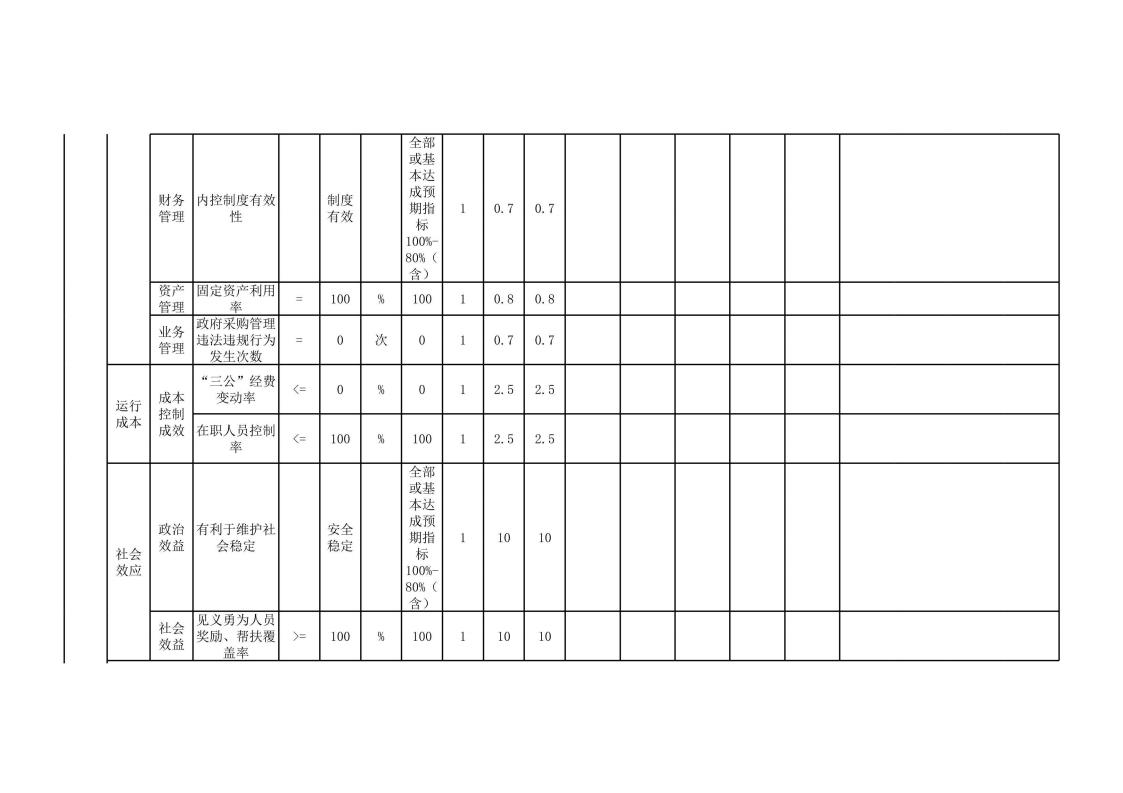 财务
管理
内控制度有效
性
制度
有效
全部
或基
本达
成预
期指
标
100%-
80%（
含）
1
0.7
0.7
资产
管理
固定资产利用
率
=
100
%
100
1
0.8
0.8
业务
管理
政府采购管理
违法违规行为
发生次数
=
0
次
0
1
0.7
0.7
运行
成本
成本
控制
成效
“三公”经费
变动率
<=
0
%
0
1
2.5
2.5
在职人员控制
率
<=
100
%
100
1
2.5
2.5
社会
效应
政治
效益
有利于维护社
会稳定
安全
稳定
全部
或基
本达
成预
期指
标
100%-
80%（
含）
1
10
10
社会
效益
见义勇为人员
奖励、帮扶覆
盖率
>=
100
%
100
1
10
10